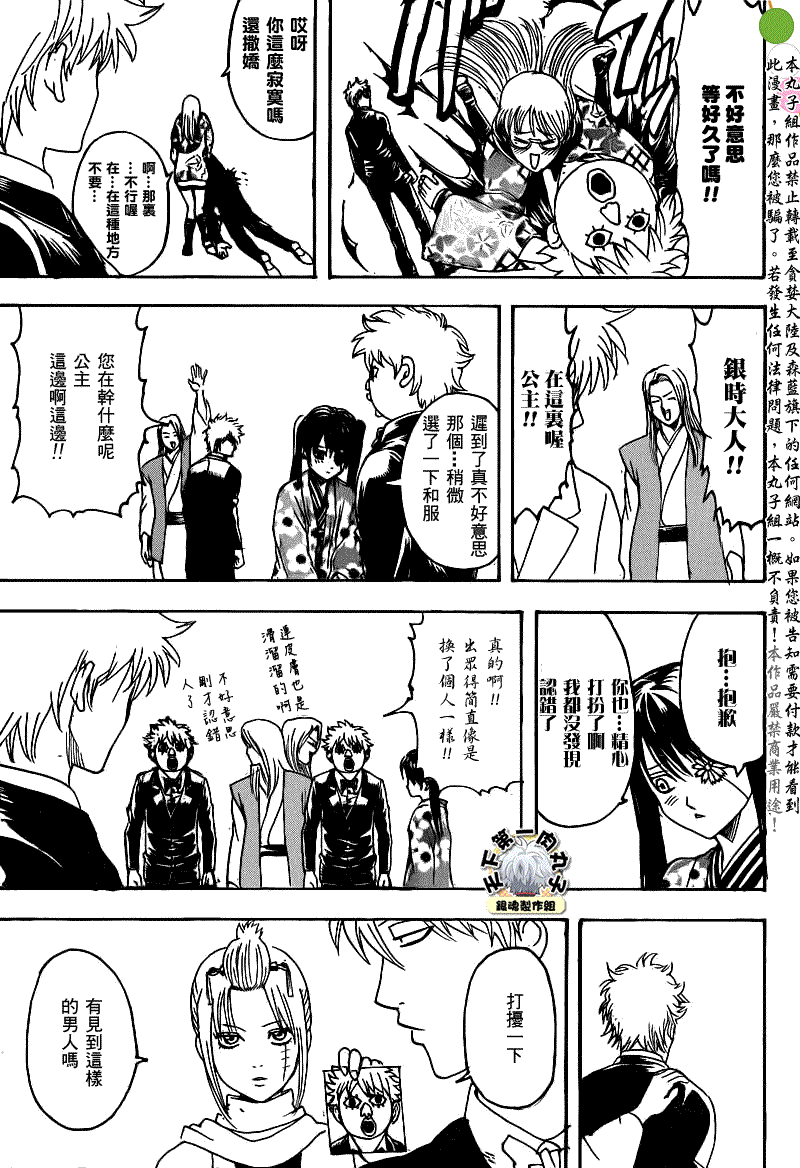 不好意思
等好久了嗎!!
哎呀
你這麼寂寞嗎
還撒嬌
啊…那裏
…不行喔
在…在這種地方
不要…
銀時大人!!
在這裏喔
公主!!
遲到了真不好意思
那個…稍微
選了一下和服
您在幹什麼呢
公主
這邊啊這邊!!
抱…抱歉
你也…精心
打扮了啊
我都沒發現
認錯了
真的啊!!
出眾得簡直像是
換了個人一樣!!
連皮膚也是
滑溜溜的啊
不好意思
剛才認錯
人了
天下第一肉丸子
銀魂製作組
打擾一下
有見到這樣
的男人嗎
本丸子組作品禁止轉載至貪婪大陸及森藍旗下的任何網站。如果您被告知需要付款才能看到
此漫畫，那麼您被騙了。若發生任何法律問題，本丸子組一概不負責！本作品嚴禁商業用途！